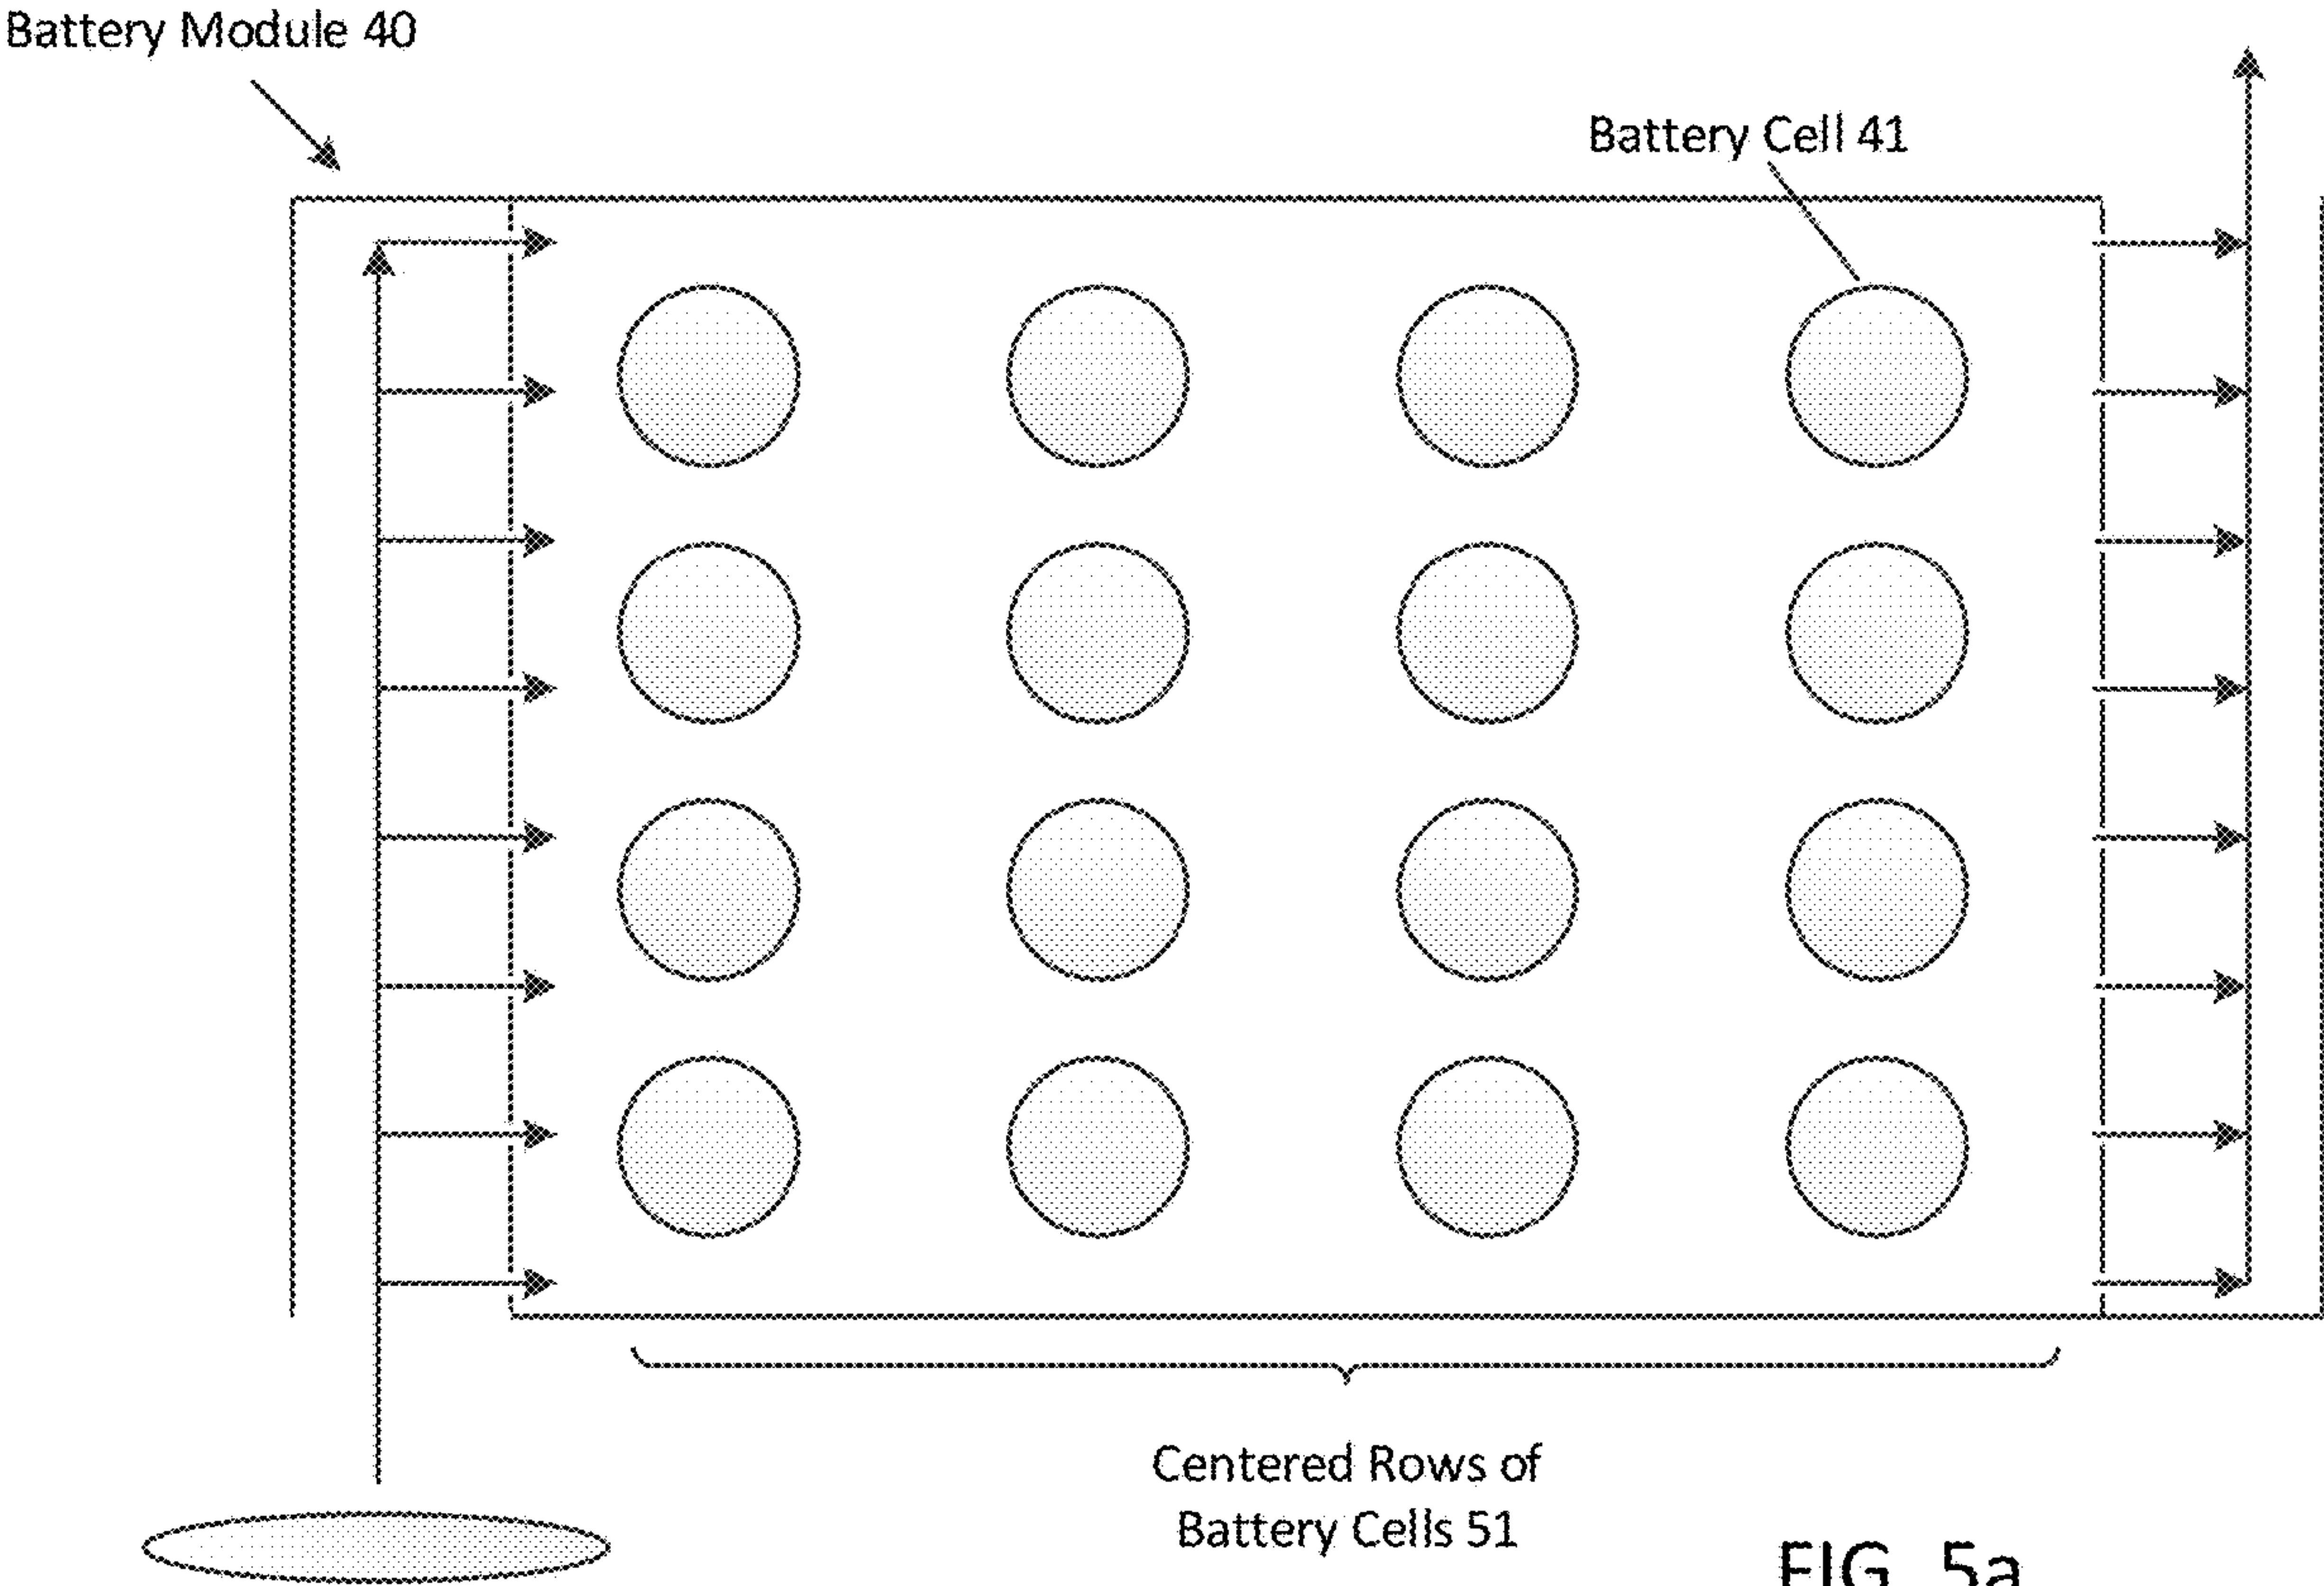 Battery Module 40
Battery Cell 41
Centered Rows of
Battery Cells 51
FIG. 5a